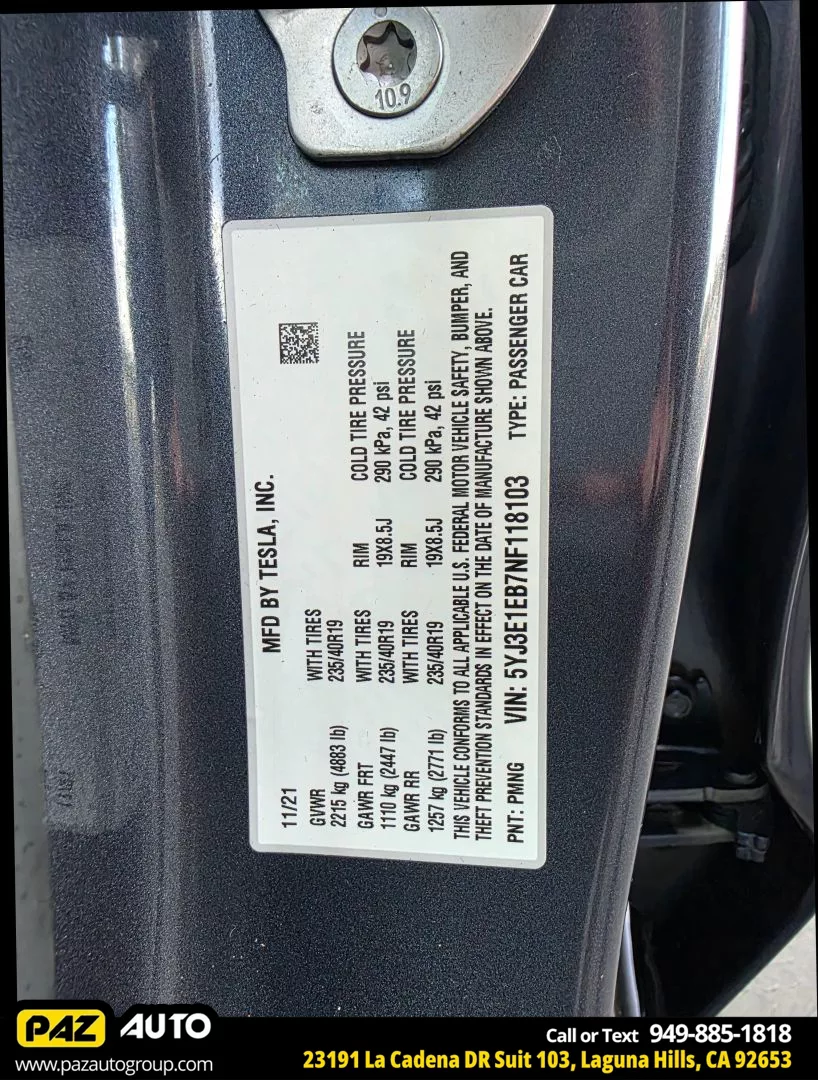 10.9
MFD BY TESLA, INC.
11/21
GVWR WITH TIRES
2215 kg (4883 lb) 235/40R19
GAWR FRT WITH TIRES RIM COLD TIRE PRESSURE
1110 kg (2447 lb) 235/40R19 19X8.5J 290 kPa, 42 psi
GAWR RR WITH TIRES RIM COLD TIRE PRESSURE
1257 kg (2771 lb) 235/40R19 19X8.5J 290 kPa, 42 psi
THIS VEHICLE CONFORMS TO ALL APPLICABLE U.S. FEDERAL MOTOR VEHICLE SAFETY, BUMPER, AND
THEFT PREVENTION STANDARDS IN EFFECT ON THE DATE OF MANUFACTURE SHOWN ABOVE.
PNT: PMNG VIN: 5YJ3E1EB7NF118103 TYPE: PASSENGER CAR
PAZ AUTO
www.pazautogroup.com
Call or Text 949-885-1818
23191 La Cadena DR Suit 103, Laguna Hills, CA 92653